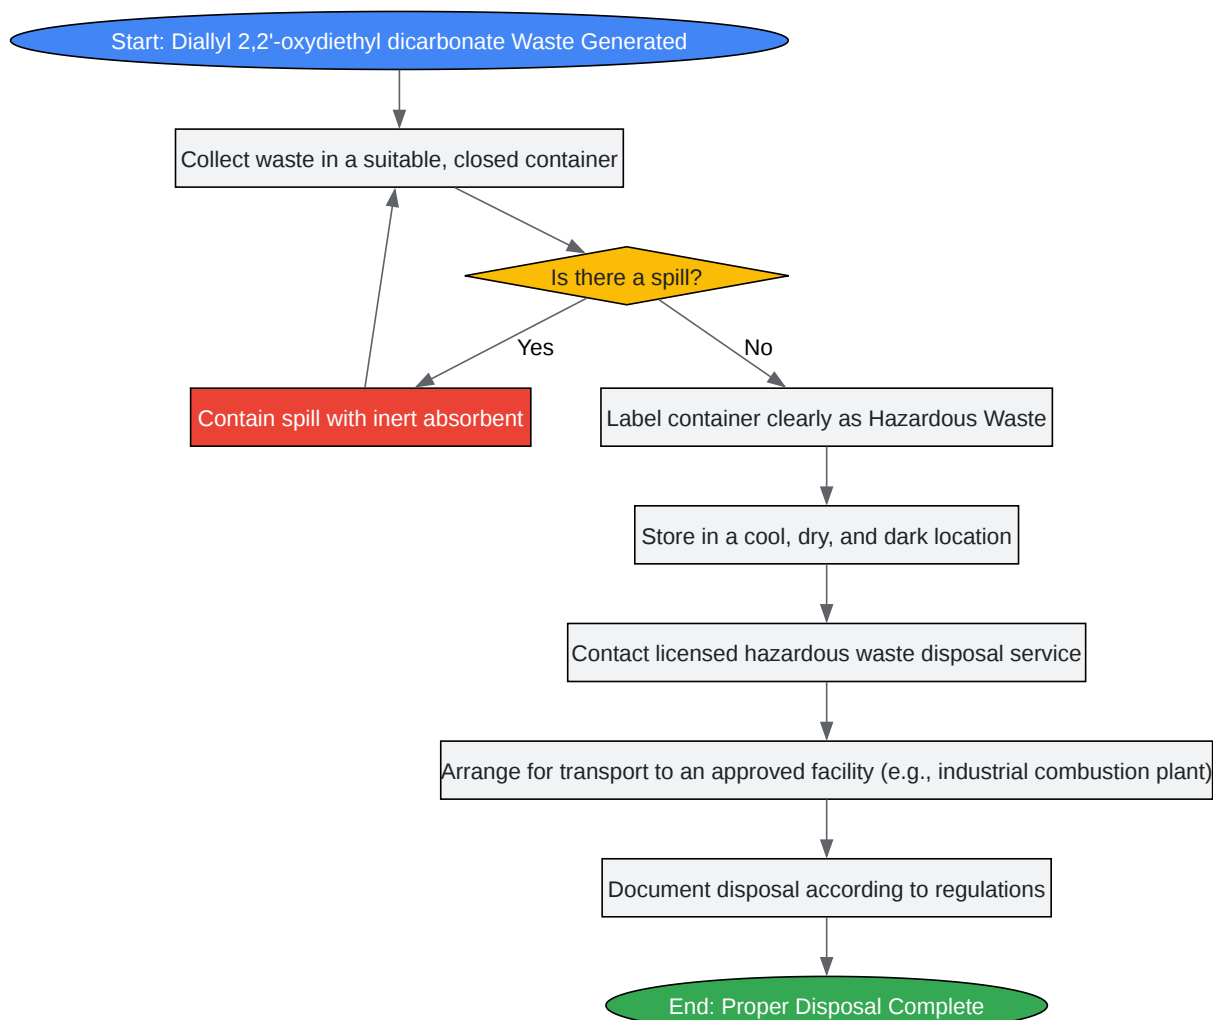 Start: Diallyl 2,2'-oxydiethyl dicarbonate Waste Generated
Collect waste in a suitable, closed container
Is there a spill?
Yes
No
Contain spill with inert absorbent
Label container clearly as Hazardous Waste
Store in a cool, dry, and dark location
Contact licensed hazardous waste disposal service
Arrange for transport to an approved facility (e.g., industrial combustion plant)
Document disposal according to regulations
End: Proper Disposal Complete